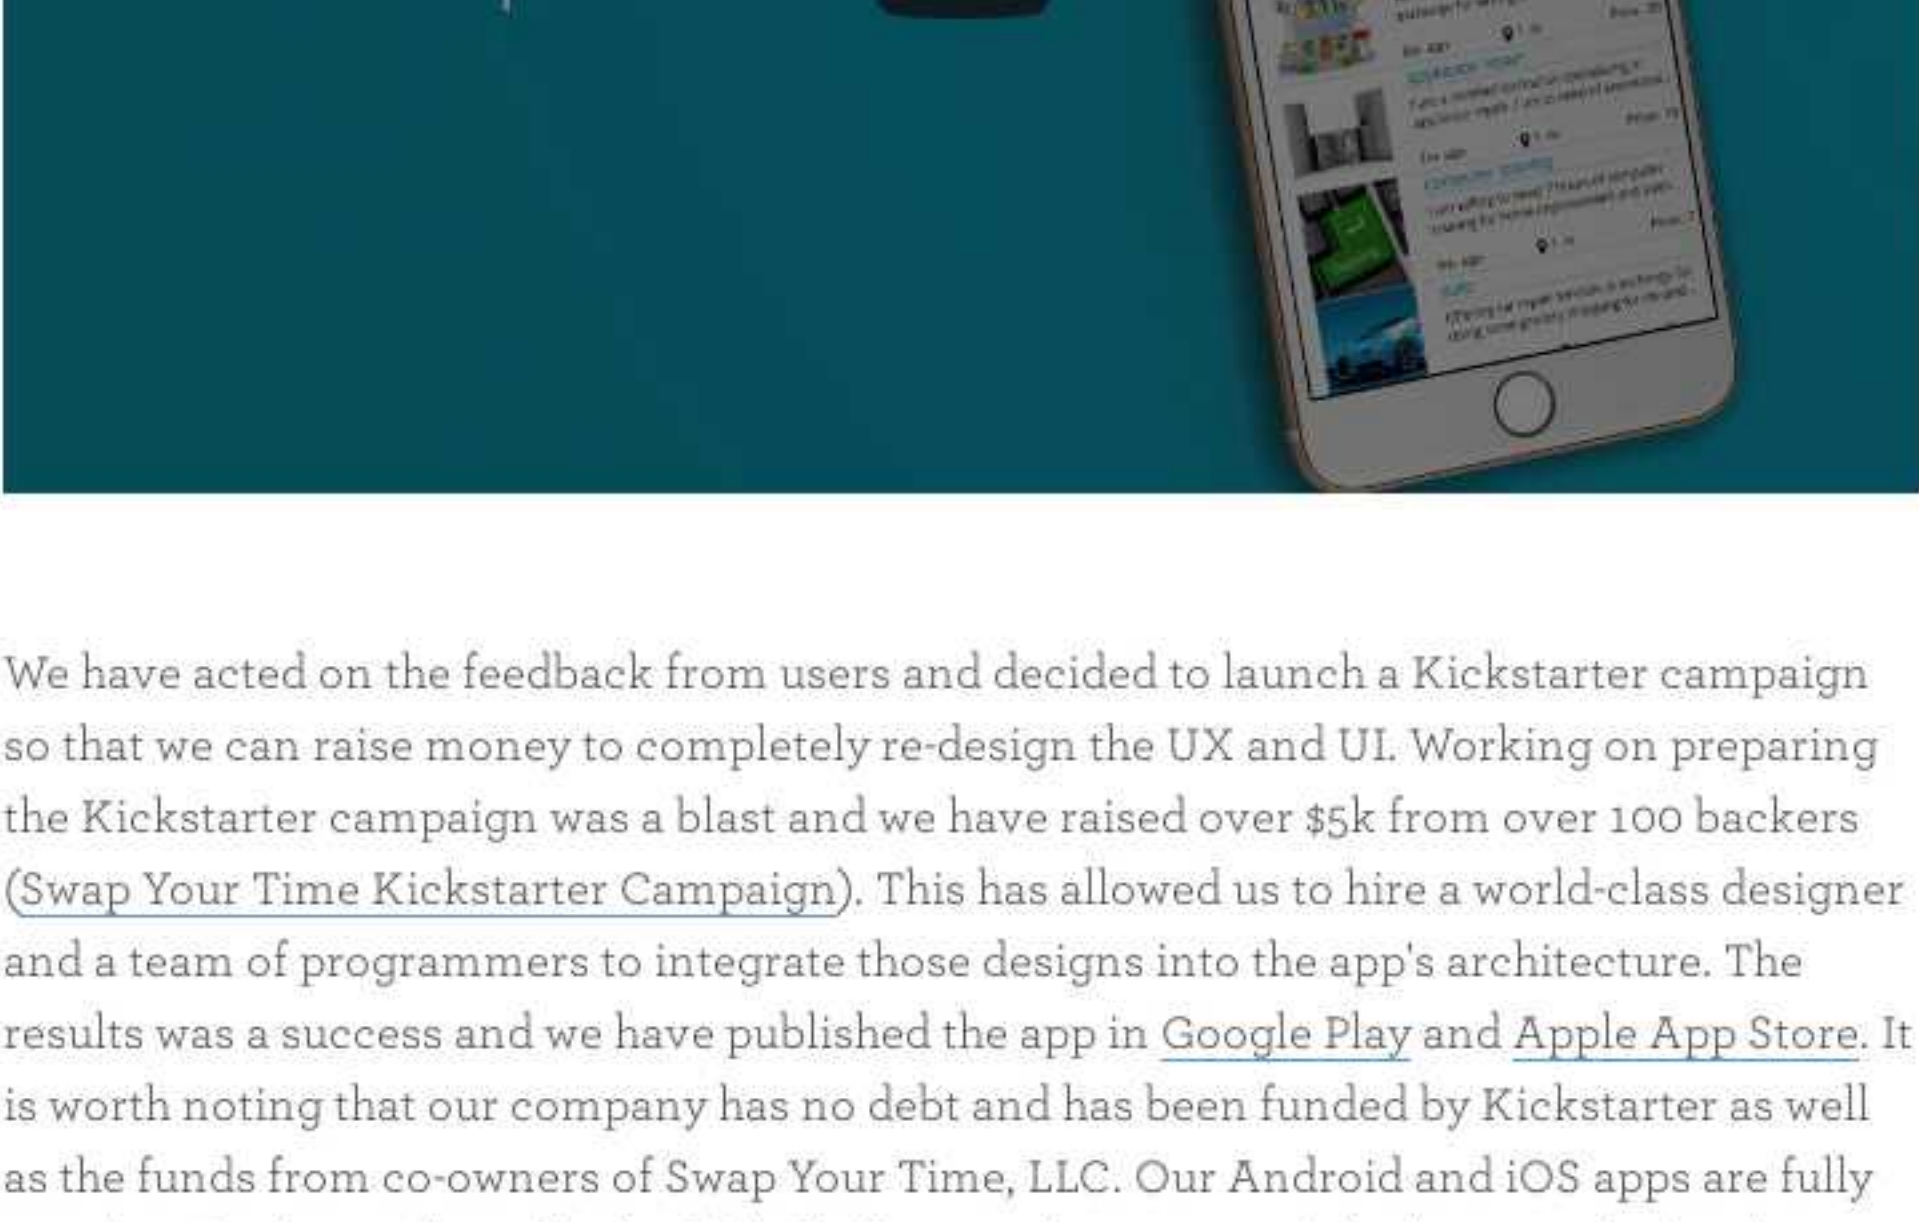 We have acted on the feedback from users and decided to launch a Kickstarter campaign
so that we can raise money to completely re-design the UX and UI. Working on preparing
the Kickstarter campaign was a blast and we have raised over $5k from over 100 backers
(Swap Your Time Kickstarter Campaign). This has allowed us to hire a world-class designer
and a team of programmers to integrate those designs into the app's architecture. The
results was a success and we have published the app in Google Play and Apple App Store. It
is worth noting that our company has no debt and has been funded by Kickstarter as well
as the funds from co-owners of Swap Your Time, LLC. Our Android and iOS apps are fully